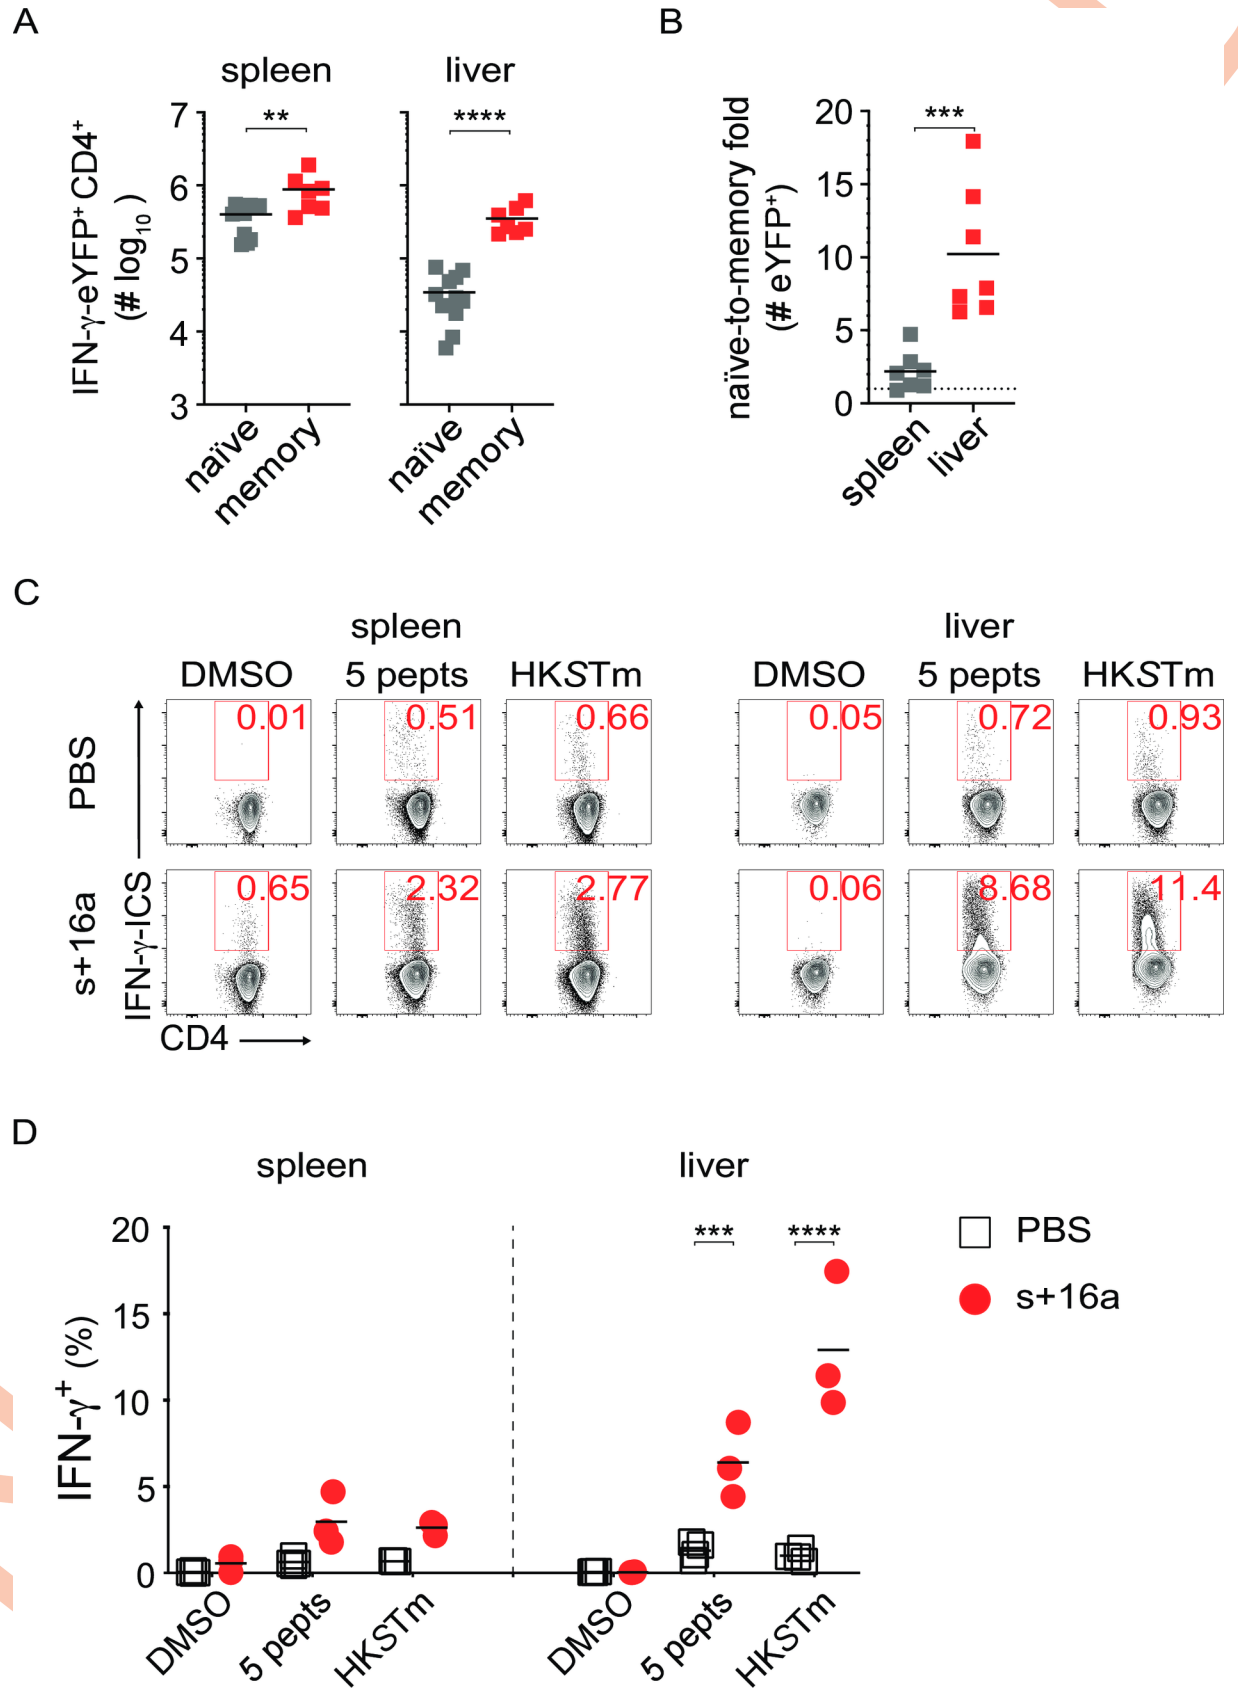 A
B
spleen
liver
IFN-γ-eYFP⁺ CD4⁺
(# log₁₀ )
7
6
5
4
3
**
****
naïve
memory
naïve
memory
naïve-to-memory fold
(# eYFP⁺)
20
15
10
5
0
***
spleen
liver
C
spleen
liver
DMSO
5 pepts
HKSTm
DMSO
5 pepts
HKSTm
PBS
0.01
0.51
0.66
0.05
0.72
0.93
s+16a
IFN-γ-ICS
0.65
2.32
2.77
0.06
8.68
11.4
CD4
D
spleen
liver
IFN-γ⁺ (%)
20
15
10
5
0
***
****
PBS
s+16a
DMSO
5 pepts
HKSTm
DMSO
5 pepts
HKSTm